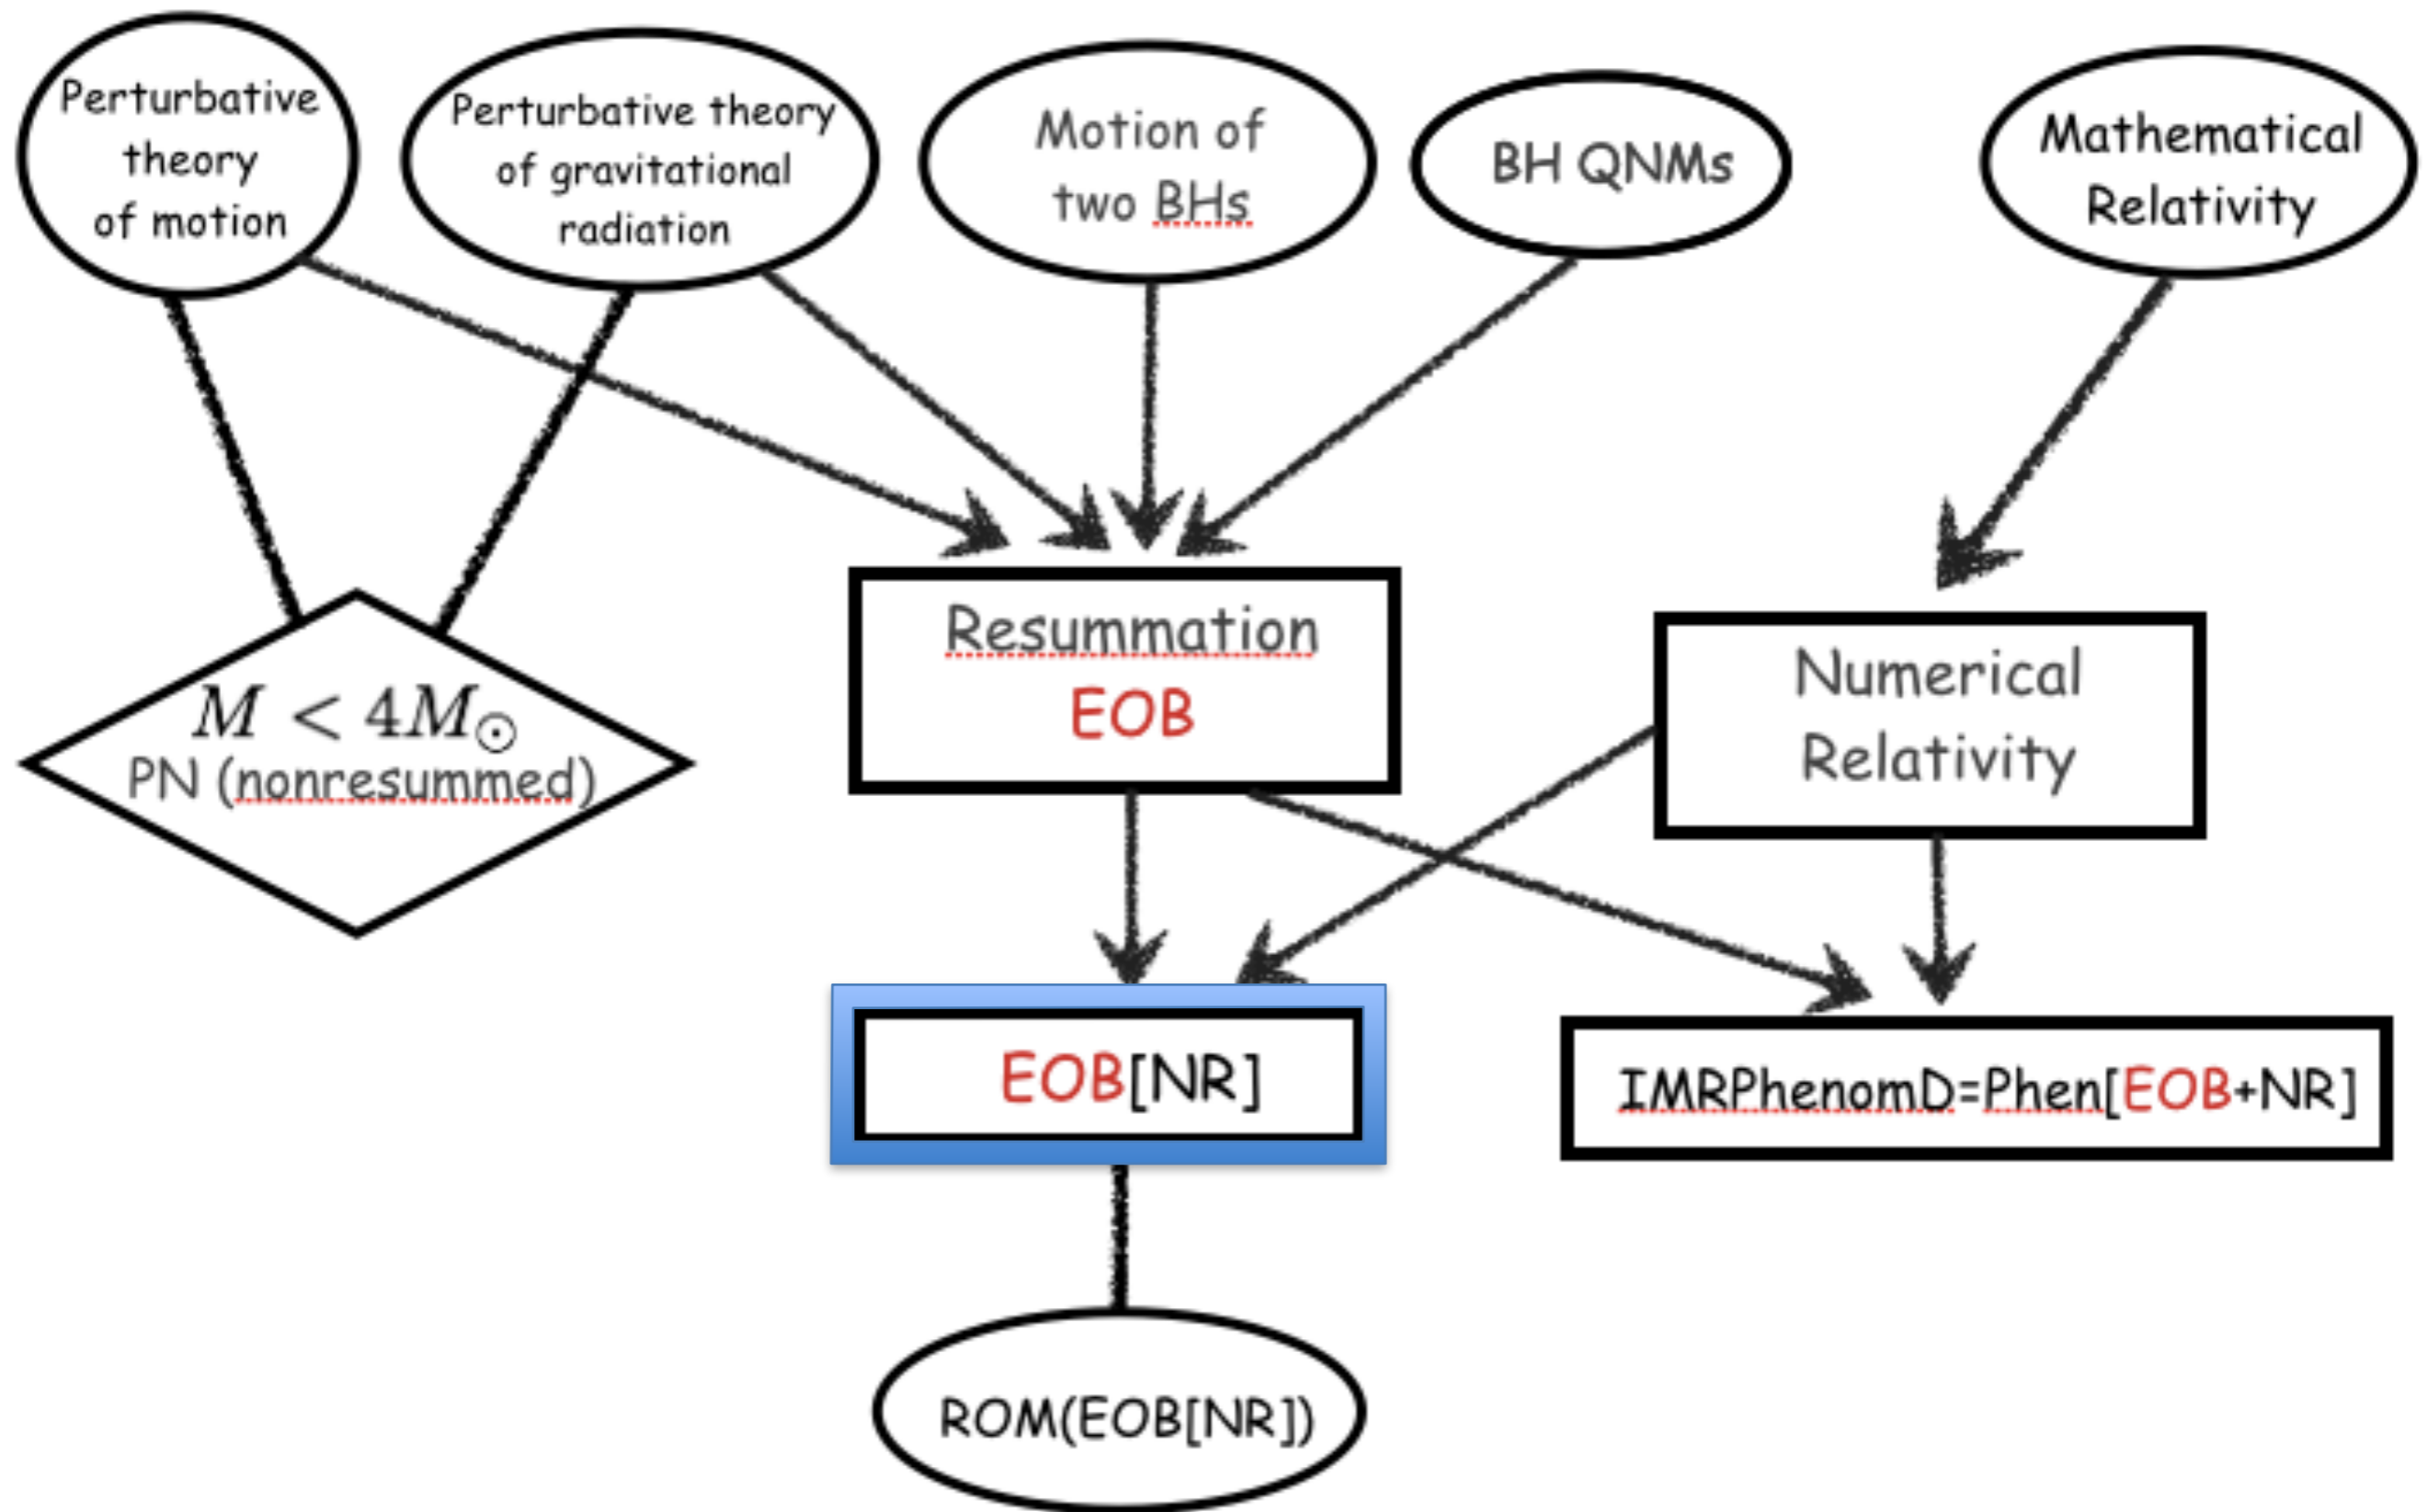 Perturbative
theory
of motion
Perturbative theory
of gravitational
radiation
Motion of
two BHs
BH QNMs
Mathematical
Relativity
M < 4M⊙
PN (nonresummed)
Resummation
EOB
Numerical
Relativity
EOB[NR]
IMRPhenomD=Phen[EOB+NR]
ROM(EOB[NR])